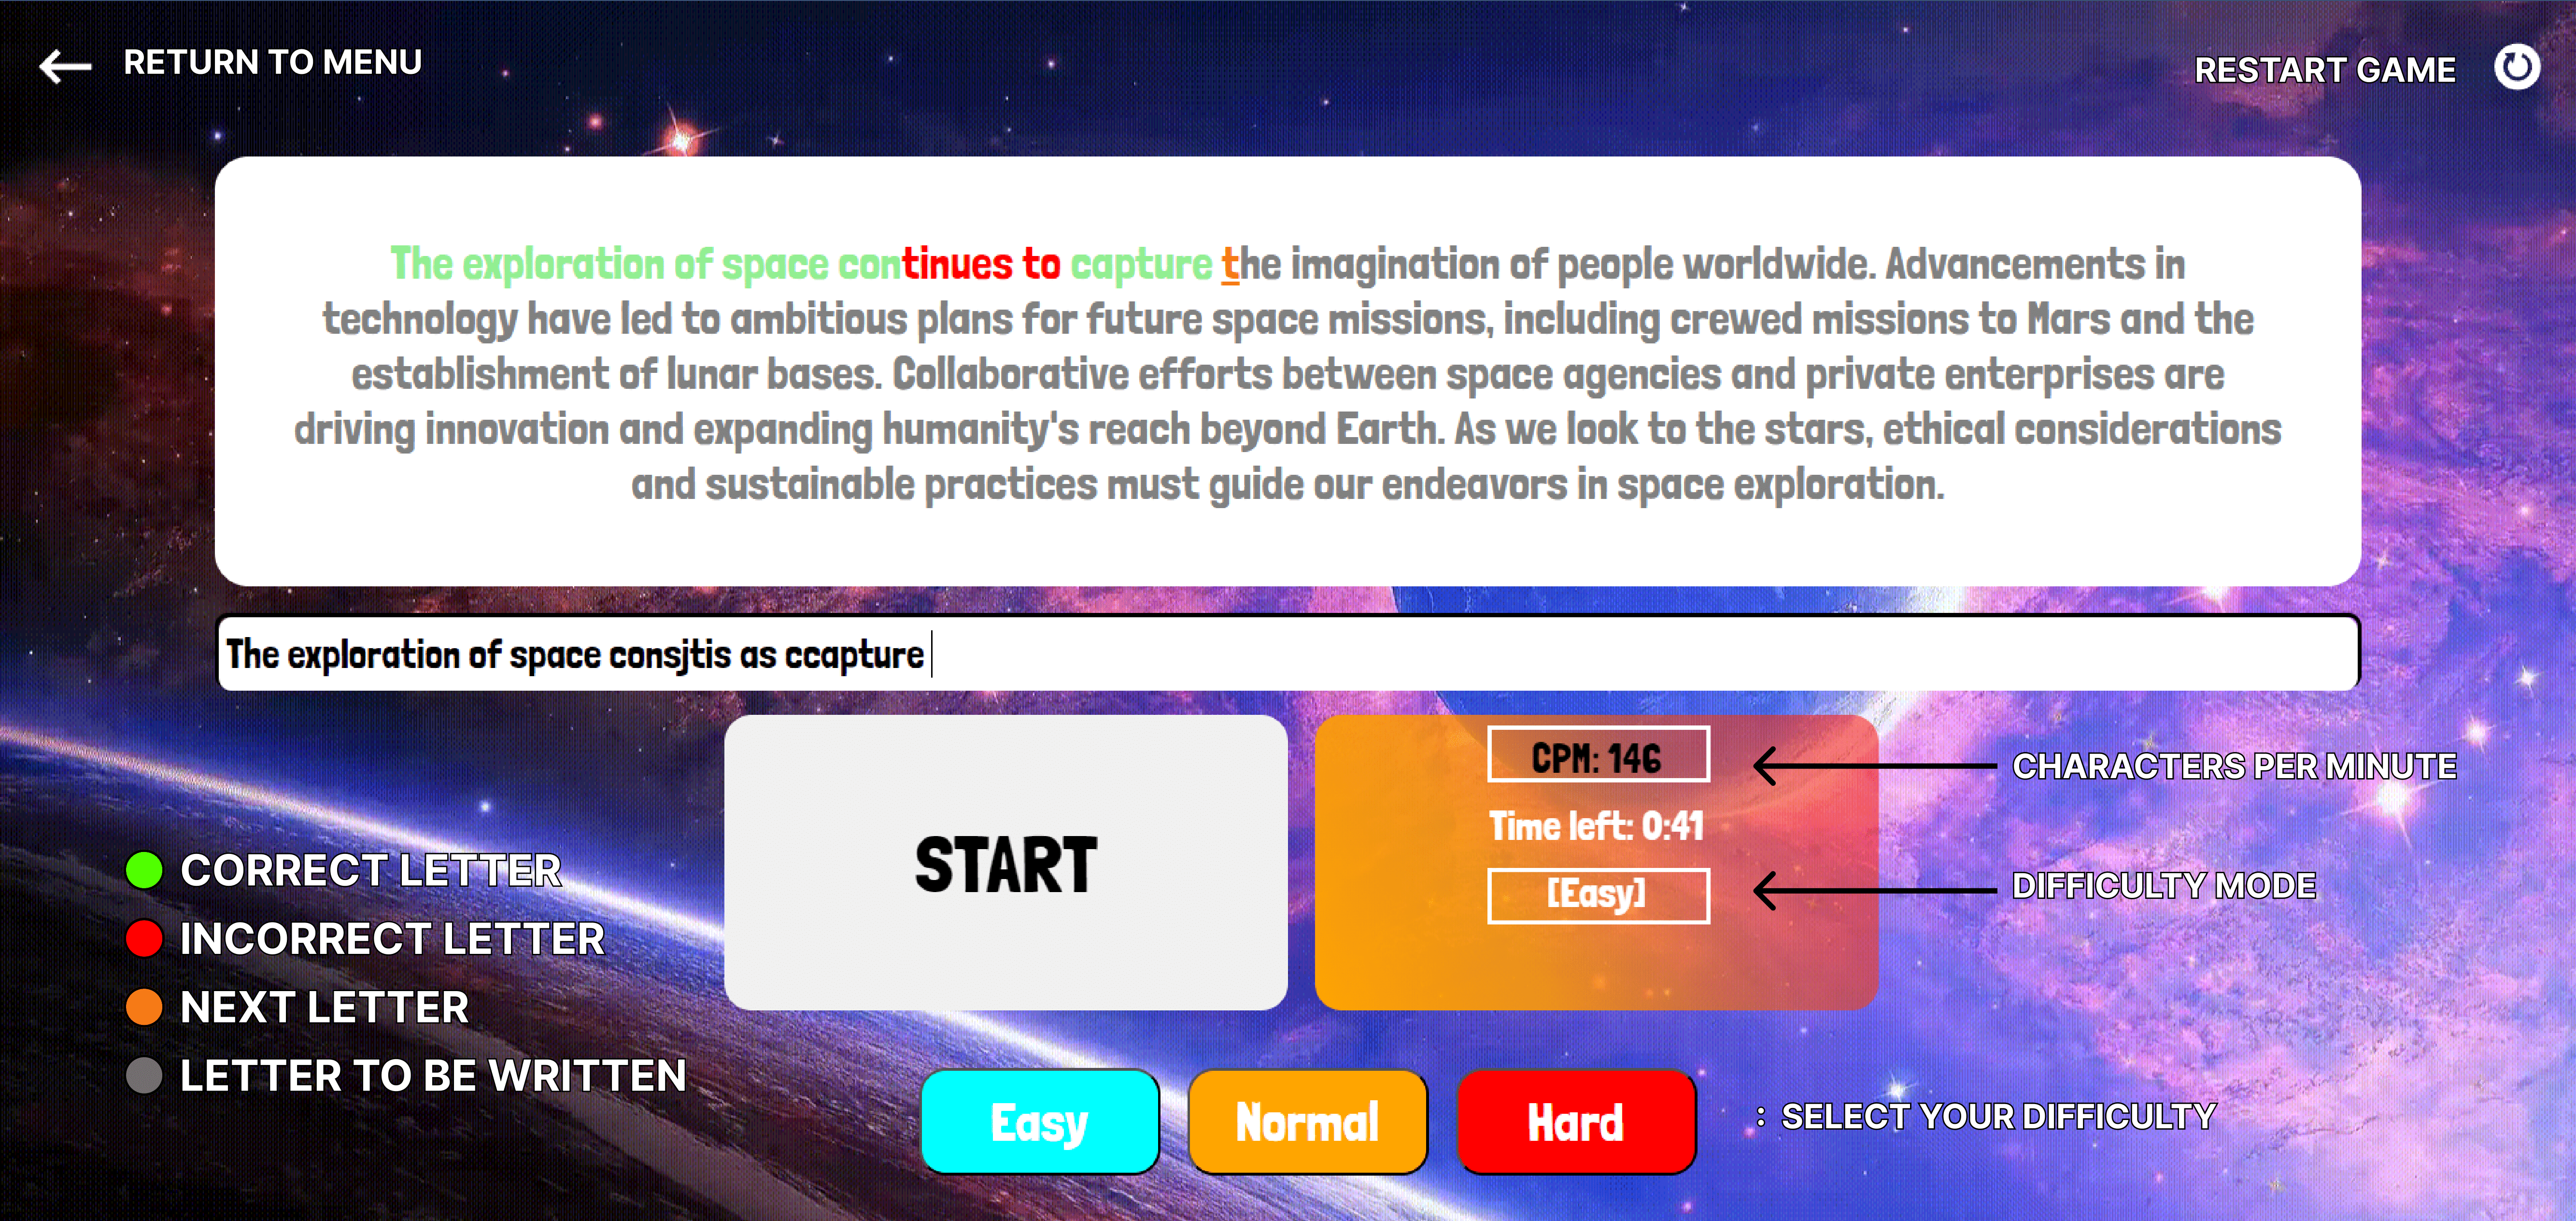 RETURN TO MENU
RESTART GAME
The exploration of space continues to capture the imagination of people worldwide. Advancements in
technology have led to ambitious plans for future space missions, including crewed missions to Mars and the
establishment of lunar bases. Collaborative efforts between space agencies and private enterprises are
driving innovation and expanding humanity's reach beyond Earth. As we look to the stars, ethical considerations
and sustainable practices must guide our endeavors in space exploration.
The exploration of space consjtis as ccapture
START
CPM: 146
CHARACTERS PER MINUTE
Time left: 0:41
[Easy]
DIFFICULTY MODE
CORRECT LETTER
INCORRECT LETTER
NEXT LETTER
LETTER TO BE WRITTEN
Easy
Normal
Hard
: SELECT YOUR DIFFICULTY